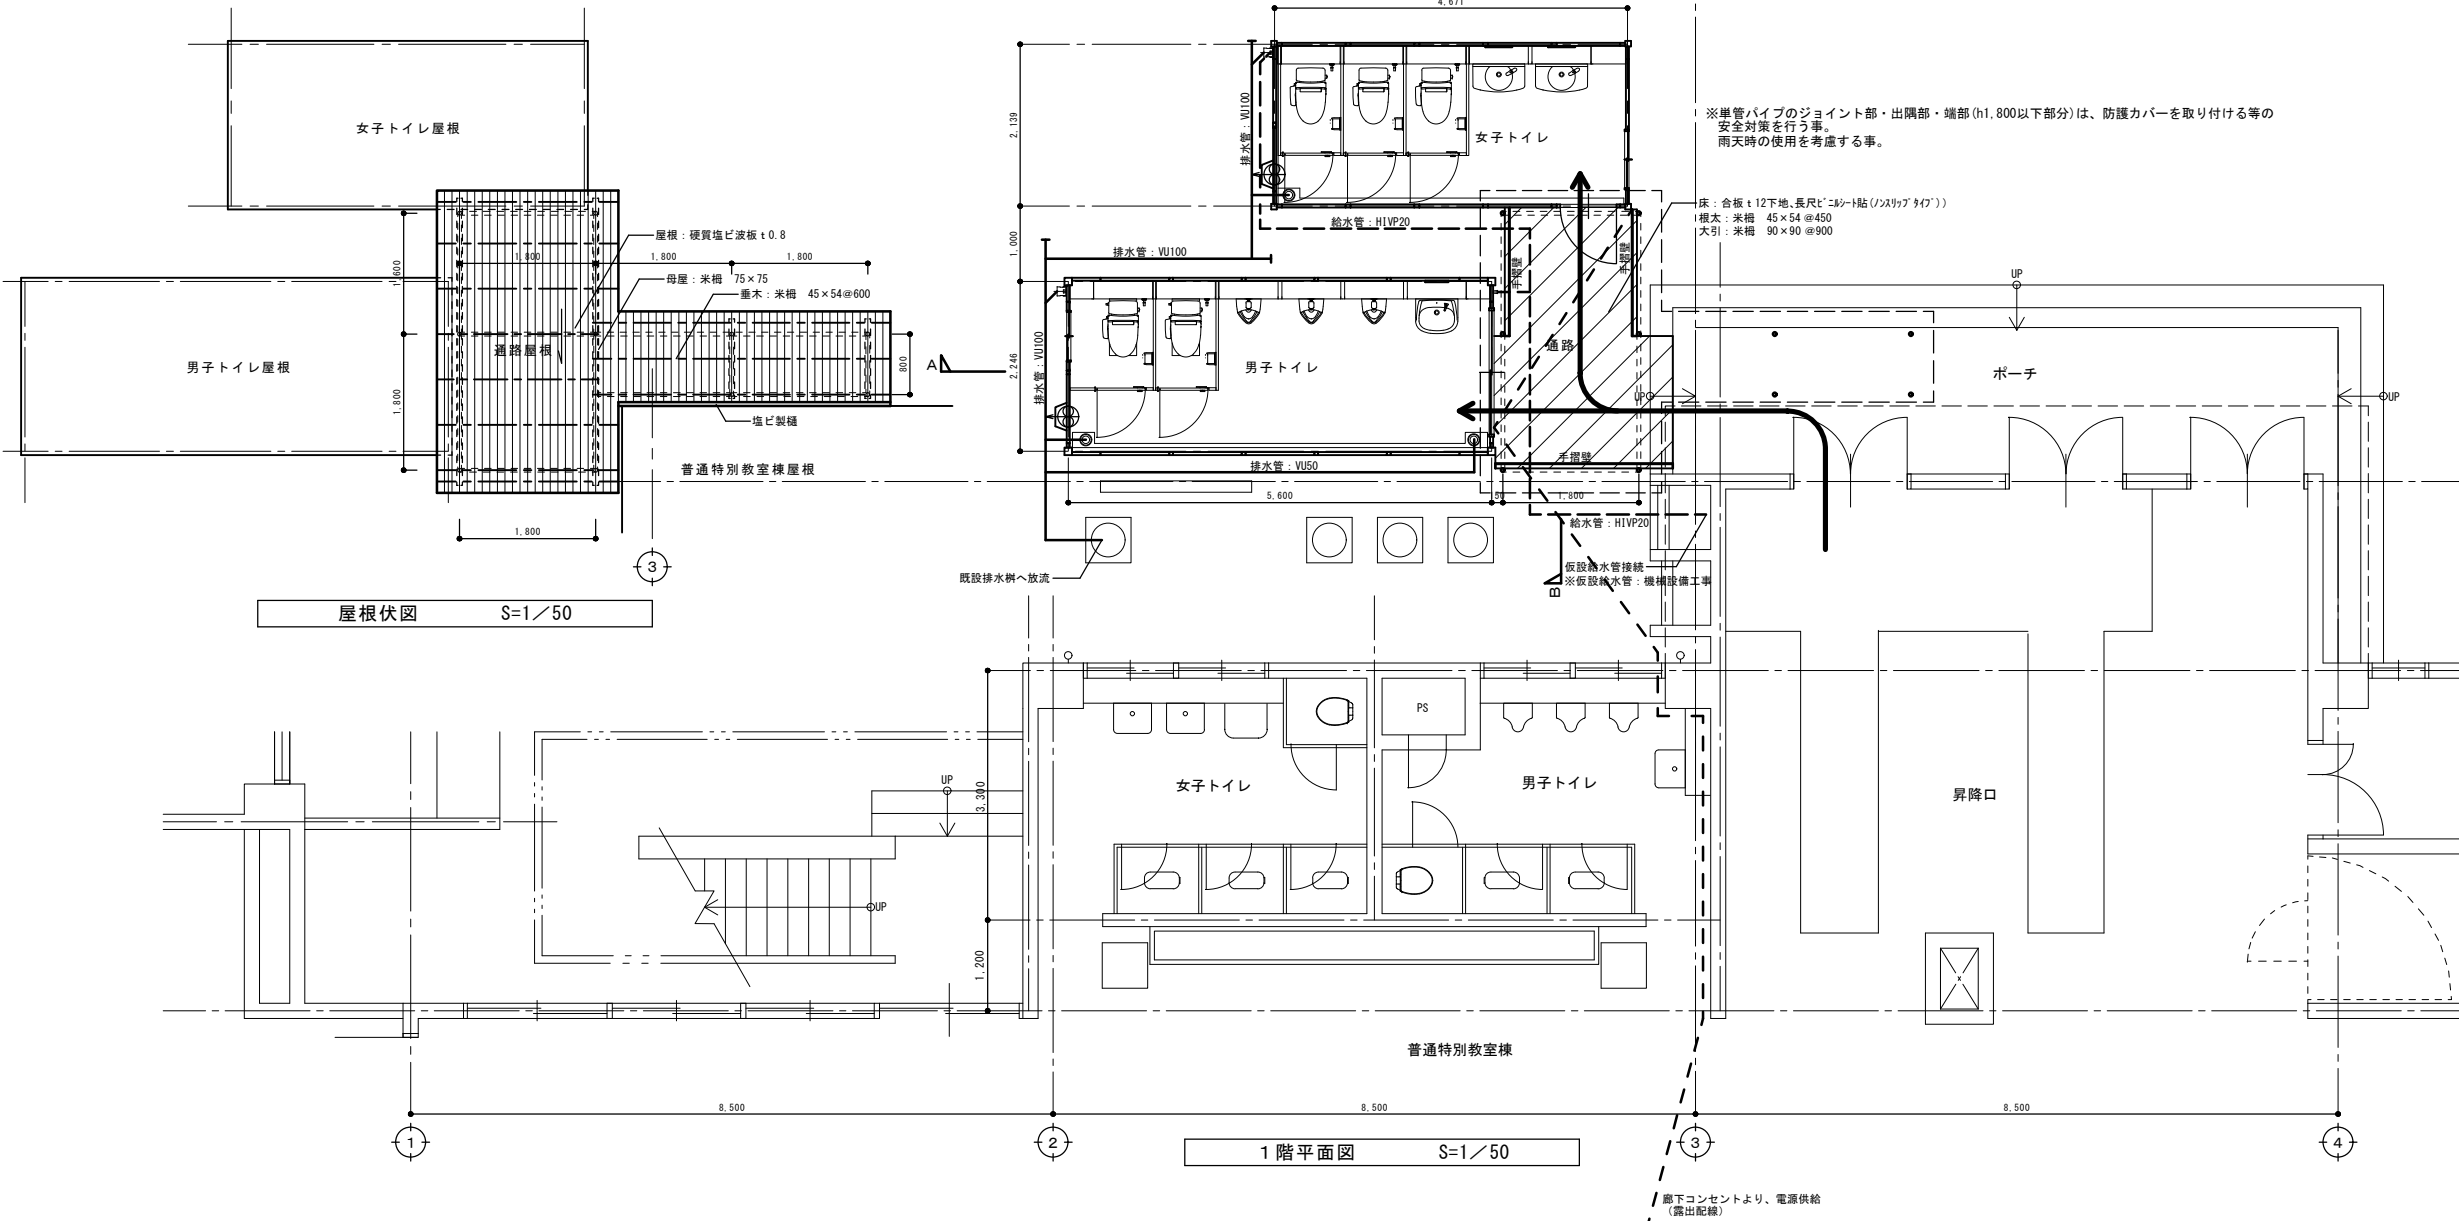 女子トイレ屋根
屋根：硬質塩ビ波板ｔ0.8
1,600
1,800
1,800
1,800
母屋：米栂　75×75
垂木：米栂　45×54@600
通路屋根
男子トイレ屋根
800
1,800
塩ビ製樋
普通特別教室棟屋根
1,800
3
屋根伏図　S=1／50
4,671
2,139
排水管：VU100
女子トイレ
※単管パイプのジョイント部・出隅部・端部(h1,800以下部分)は、防護カバーを取り付ける等の
安全対策を行う事。
雨天時の使用を考慮する事。
床：合板ｔ12下地、長尺ﾋﾞﾆﾙｼｰﾄ貼(ﾉﾝｽﾘｯﾌﾟﾀｲﾌﾟ))
根太：米栂　45×54 @450
大引：米栂　90×90 @900
給水管：HIVP20
1,000
排水管：VU100
手摺壁
手摺壁
UP
A
2,246
排水管：VU100
男子トイレ
通路
ポーチ
UP
UP
手摺壁
排水管：VU50
5,600
50
1,800
給水管：HIVP20
既設排水桝へ放流
B
仮設給水管接続
※仮設給水管：機械設備工事
PS
UP
3,300
女子トイレ
男子トイレ
昇降口
UP
1,200
普通特別教室棟
8,500
8,500
8,500
1
2
3
4
1階平面図　S=1／50
廊下コンセントより、電源供給
（露出配線）